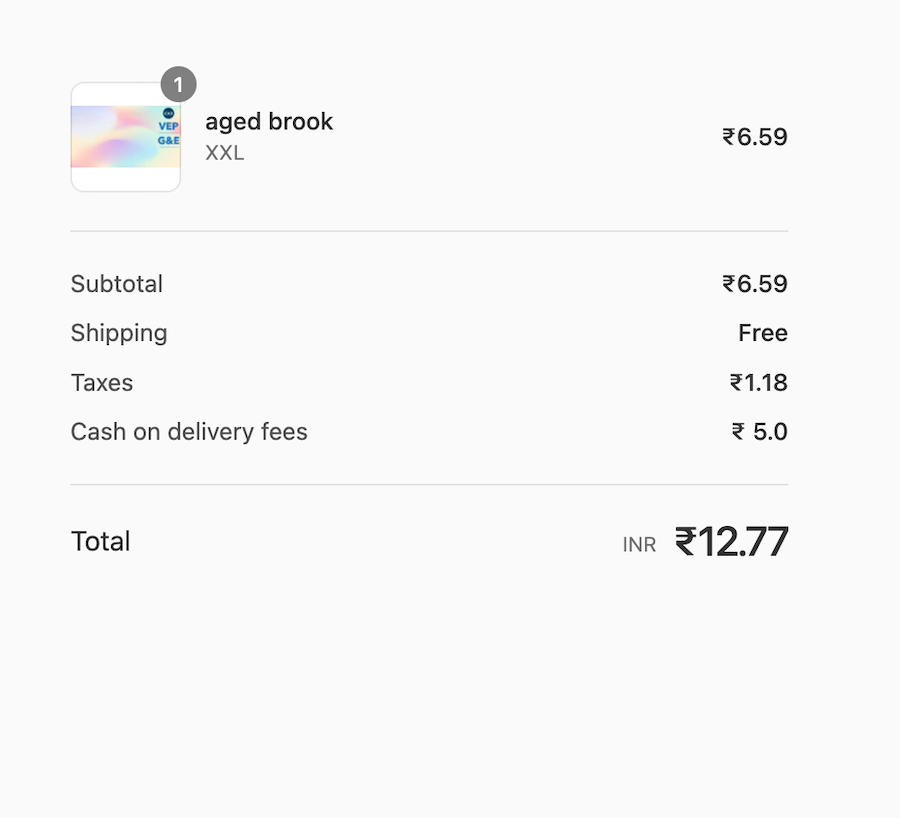 1
VEP
G&E
aged brook
XXL
₹6.59
Subtotal ₹6.59
Shipping Free
Taxes ₹1.18
Cash on delivery fees ₹ 5.0
Total INR ₹12.77